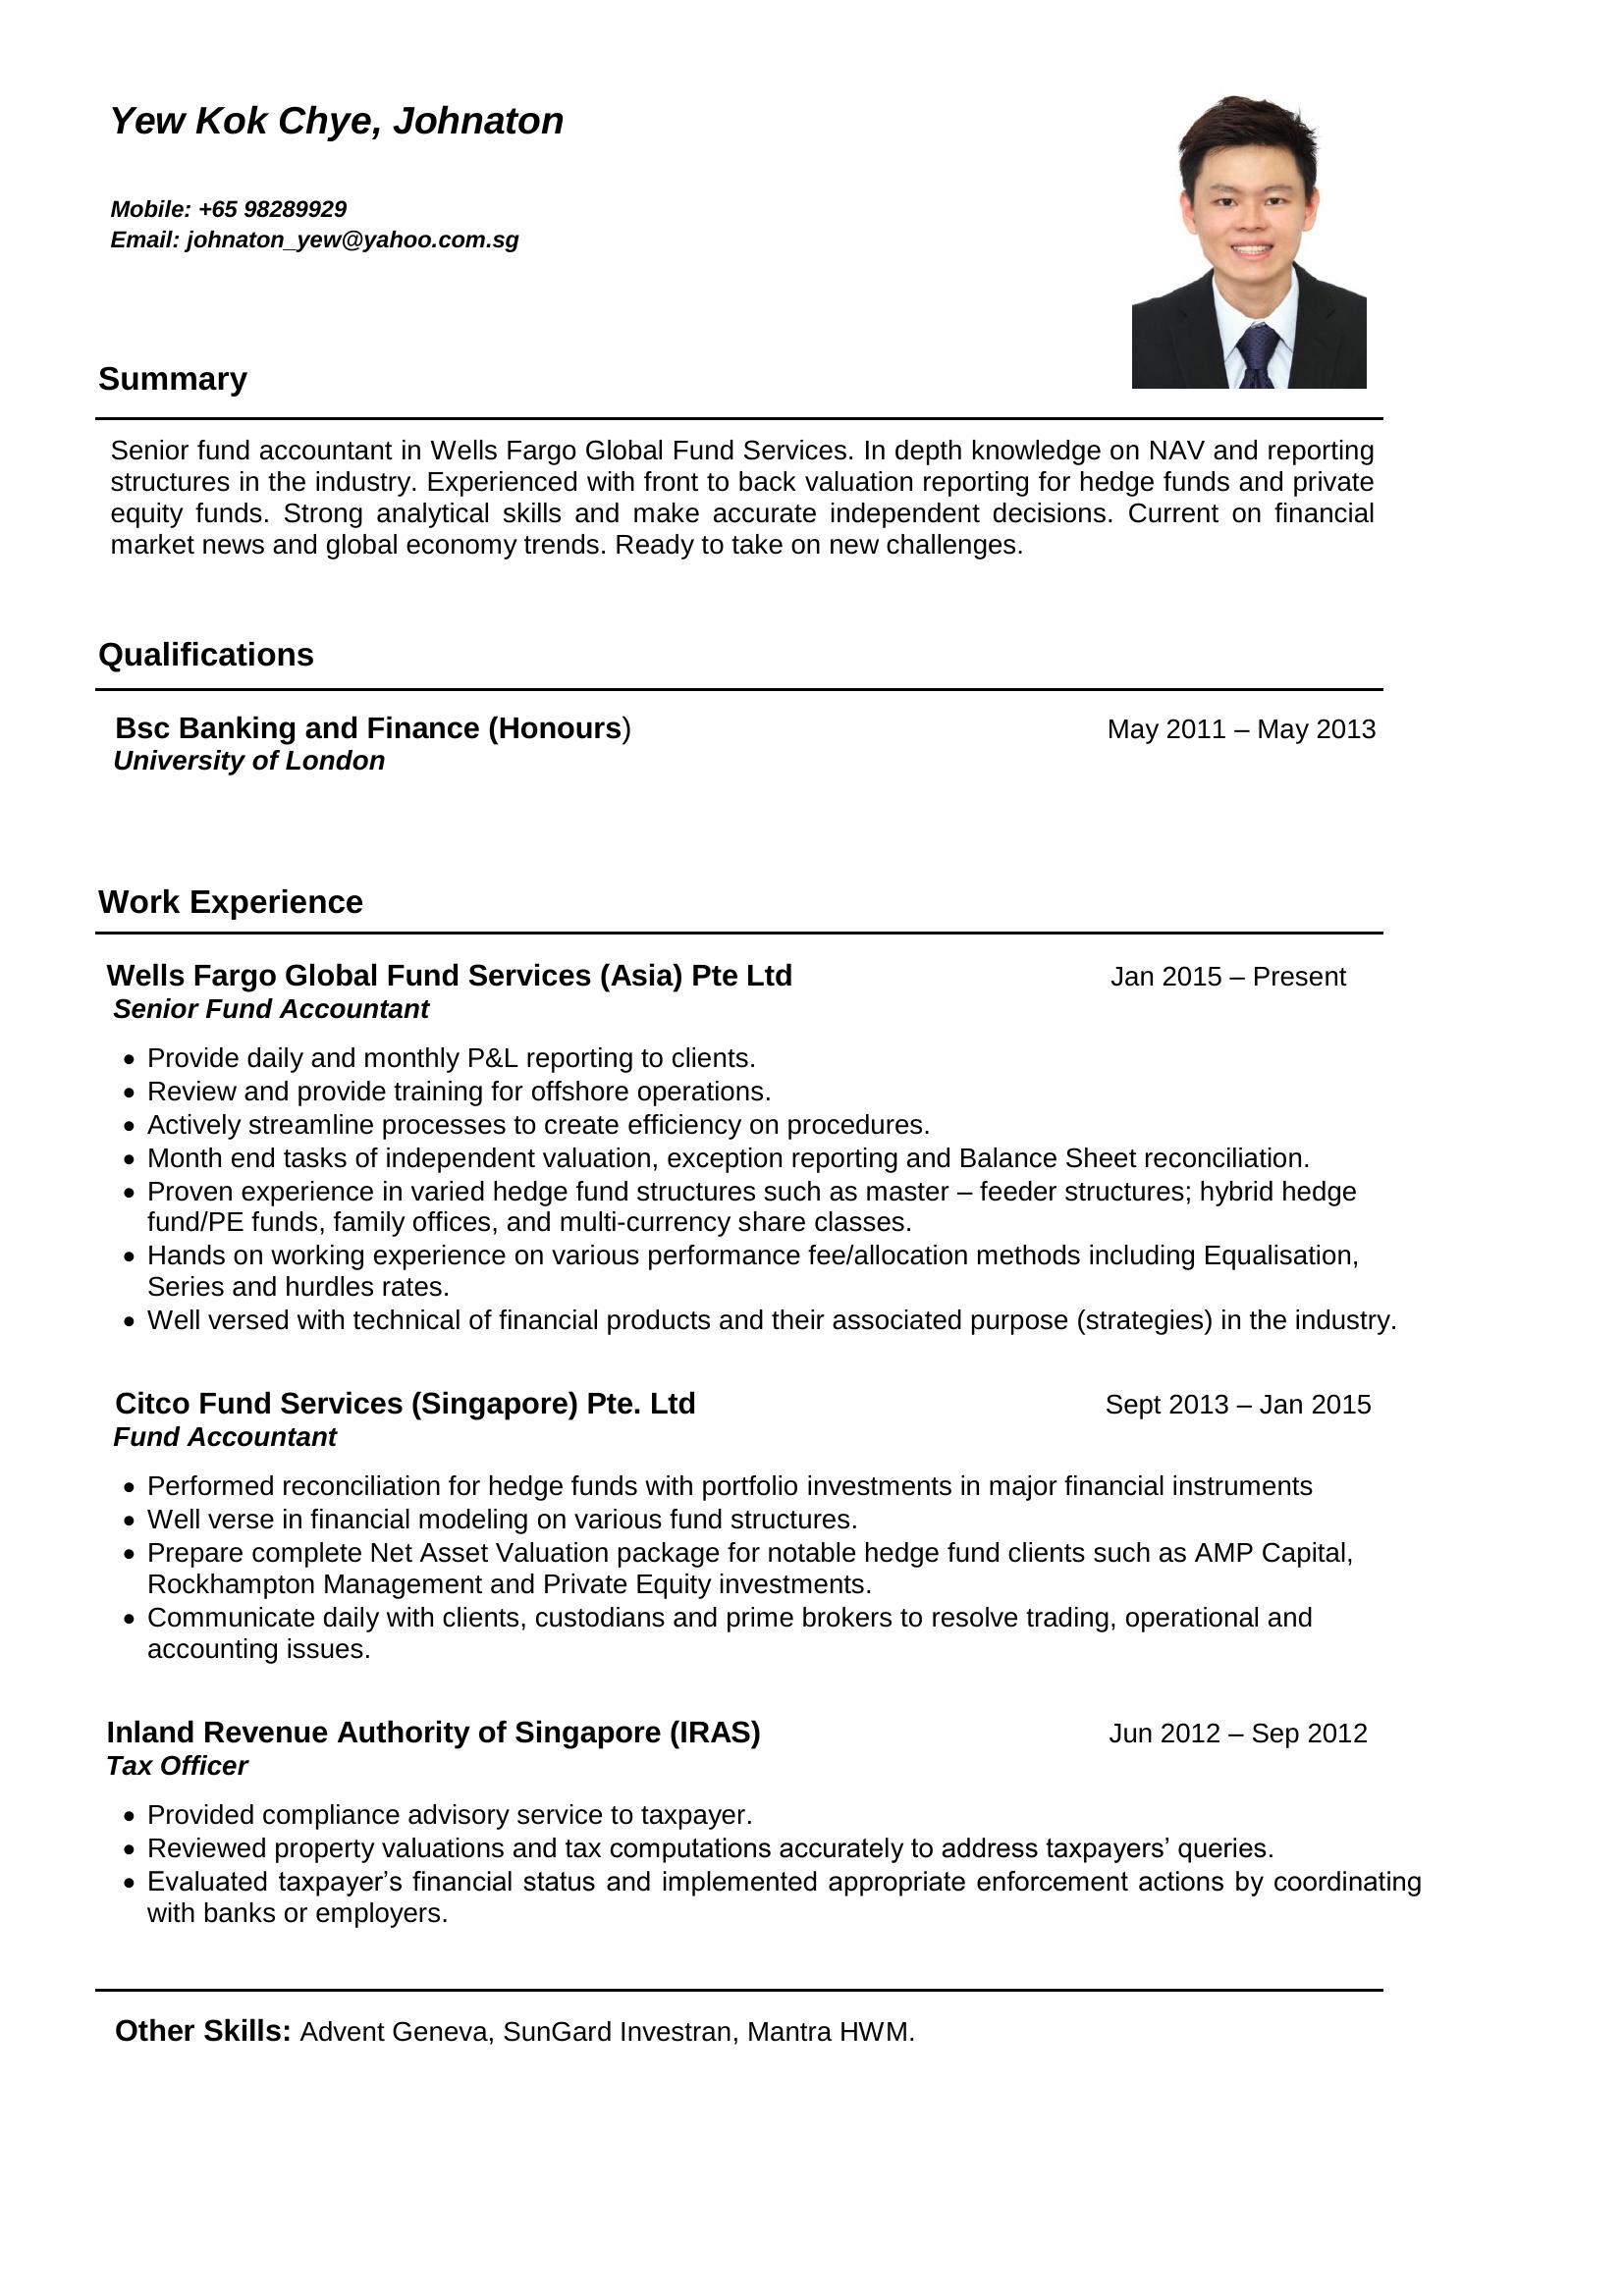 Yew Kok Chye, Johnaton
Mobile: +65 98289929
Email: johnaton_yew@yahoo.com.sg
Summary
Senior fund accountant in Wells Fargo Global Fund Services. In depth knowledge on NAV and reporting
structures in the industry. Experienced with front to back valuation reporting for hedge funds and private
equity funds. Strong analytical skills and make accurate independent decisions. Current on financial
market news and global economy trends. Ready to take on new challenges.
Qualifications
Bsc Banking and Finance (Honours) May 2011 – May 2013
University of London
Work Experience
Wells Fargo Global Fund Services (Asia) Pte Ltd Jan 2015 – Present
Senior Fund Accountant
• Provide daily and monthly P&L reporting to clients.
• Review and provide training for offshore operations.
• Actively streamline processes to create efficiency on procedures.
• Month end tasks of independent valuation, exception reporting and Balance Sheet reconciliation.
• Proven experience in varied hedge fund structures such as master – feeder structures; hybrid hedge
fund/PE funds, family offices, and multi-currency share classes.
• Hands on working experience on various performance fee/allocation methods including Equalisation,
Series and hurdles rates.
• Well versed with technical of financial products and their associated purpose (strategies) in the industry.
Citco Fund Services (Singapore) Pte. Ltd Sept 2013 – Jan 2015
Fund Accountant
• Performed reconciliation for hedge funds with portfolio investments in major financial instruments
• Well verse in financial modeling on various fund structures.
• Prepare complete Net Asset Valuation package for notable hedge fund clients such as AMP Capital,
Rockhampton Management and Private Equity investments.
• Communicate daily with clients, custodians and prime brokers to resolve trading, operational and
accounting issues.
Inland Revenue Authority of Singapore (IRAS) Jun 2012 – Sep 2012
Tax Officer
• Provided compliance advisory service to taxpayer.
• Reviewed property valuations and tax computations accurately to address taxpayers’ queries.
• Evaluated taxpayer’s financial status and implemented appropriate enforcement actions by coordinating
with banks or employers.
Other Skills: Advent Geneva, SunGard Investran, Mantra HWM.